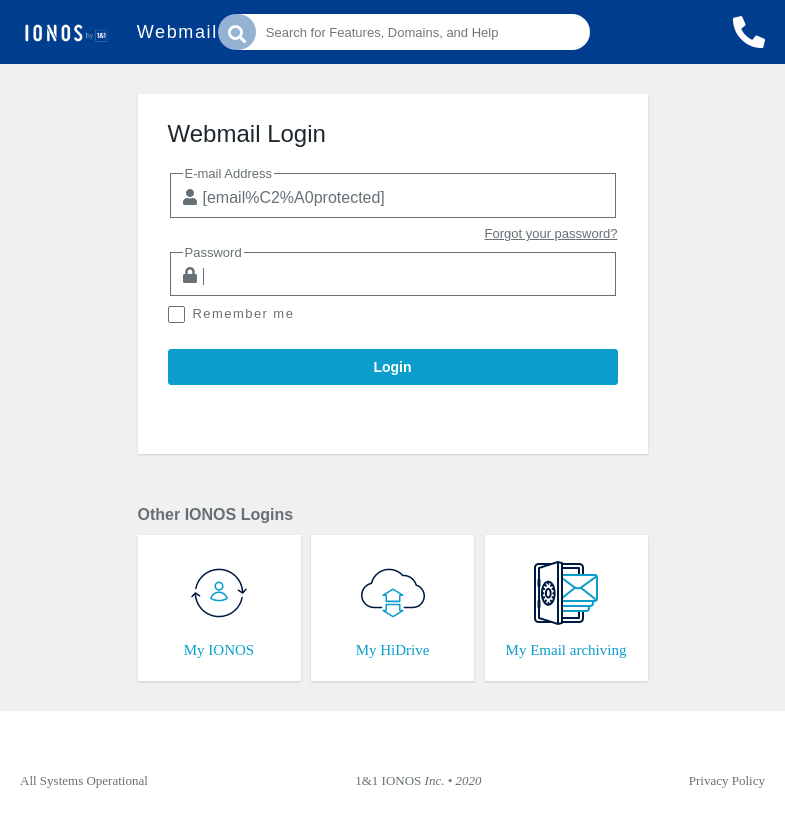 IONOS by 1&1
Webmail
Search for Features, Domains, and Help
Webmail Login
E-mail Address
[email%C2%A0protected]
Forgot your password?
Password
Remember me
Login
Other IONOS Logins
My IONOS
My HiDrive
My Email archiving
All Systems Operational
1&1 IONOS Inc. • 2020
Privacy Policy